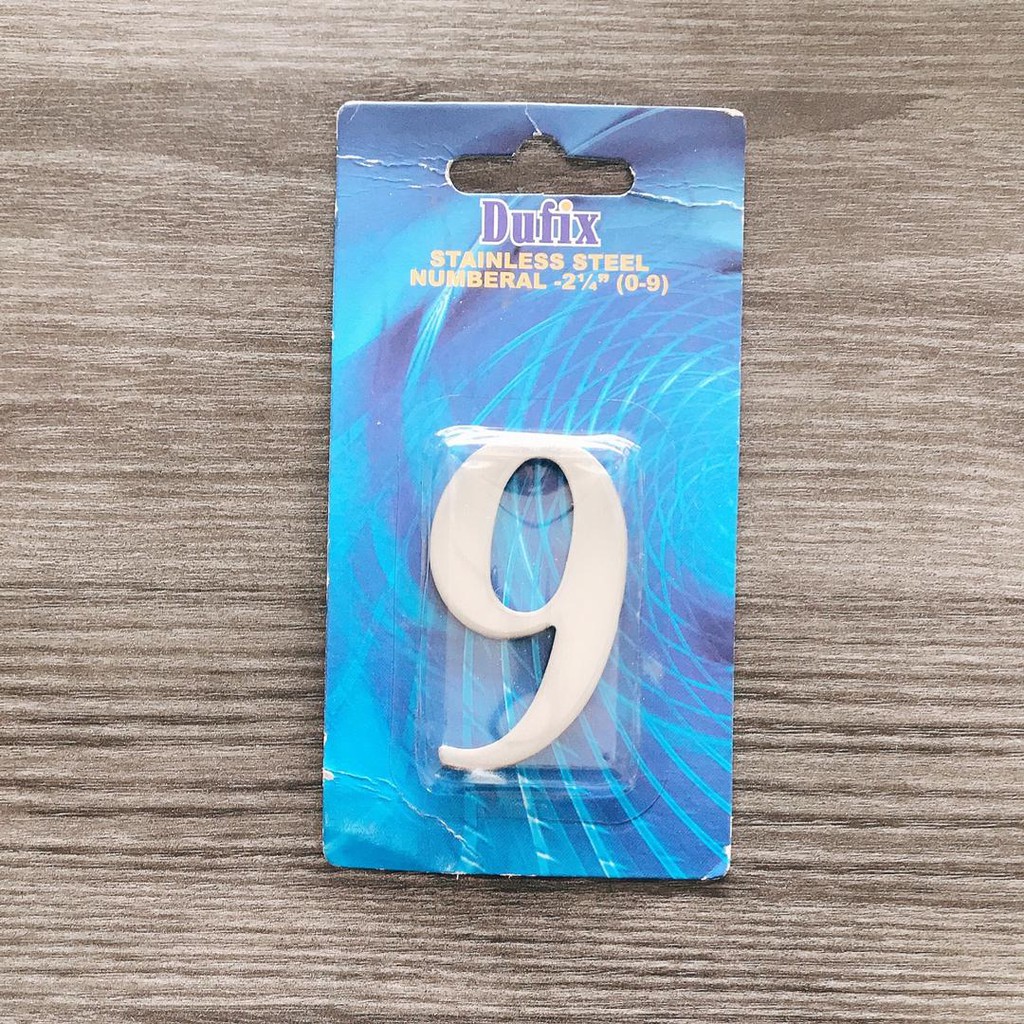 Dufix
STAINLESS STEEL
NUMBERAL -2¼” (0-9)
9